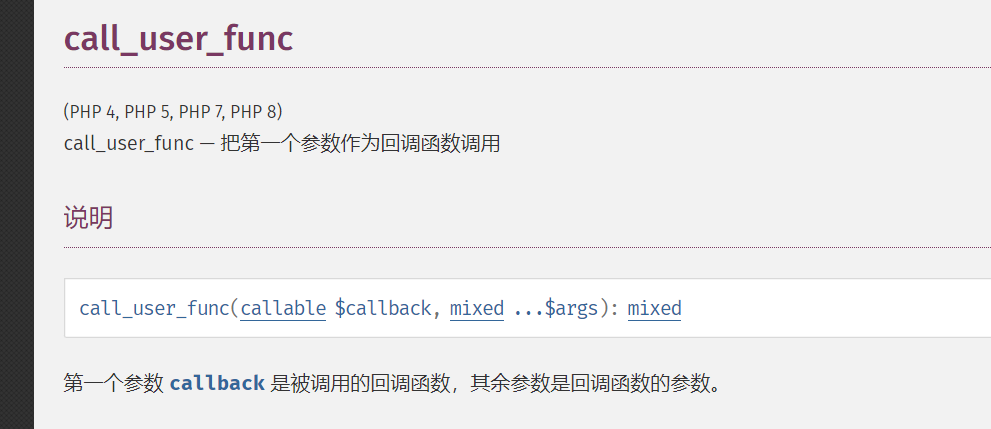 call_user_func
(PHP 4, PHP 5, PHP 7, PHP 8)
call_user_func — 把第一个参数作为回调函数调用
说明
call_user_func(callable $callback, mixed ...$args): mixed
第一个参数 callback 是被调用的回调函数，其余参数是回调函数的参数。